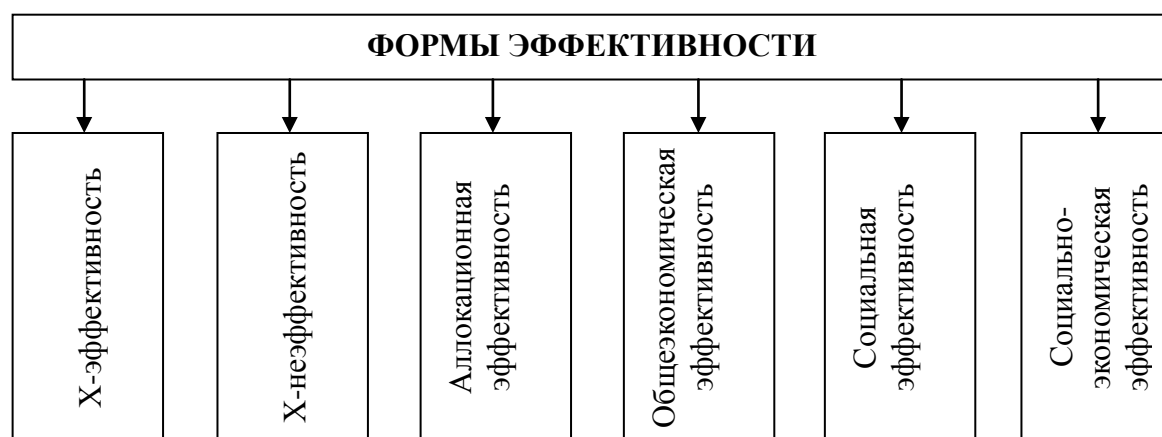 ФОРМЫ ЭФФЕКТИВНОСТИ
Х-эффективность
Х-неэффективность
Аллокационная
эффективность
Общеэкономическая
эффективность
Социальная
эффективность
Социально-
экономическая
эффективность